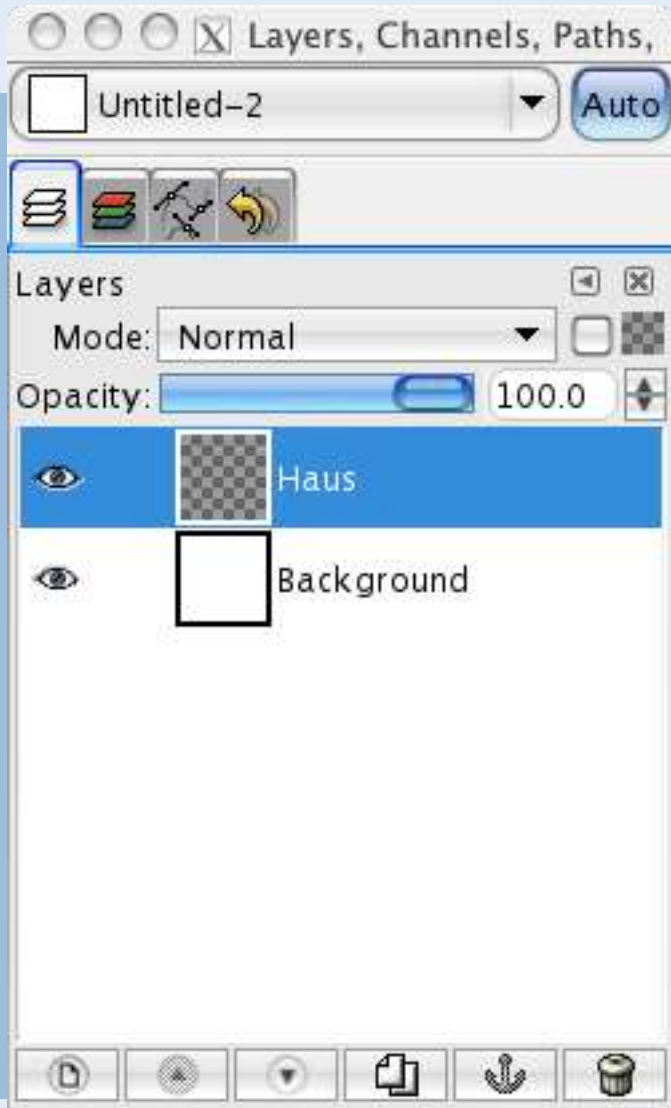 Layers, Channels, Paths,
Untitled-2
Auto
Layers
Mode: Normal
Opacity: 100.0
Haus
Background